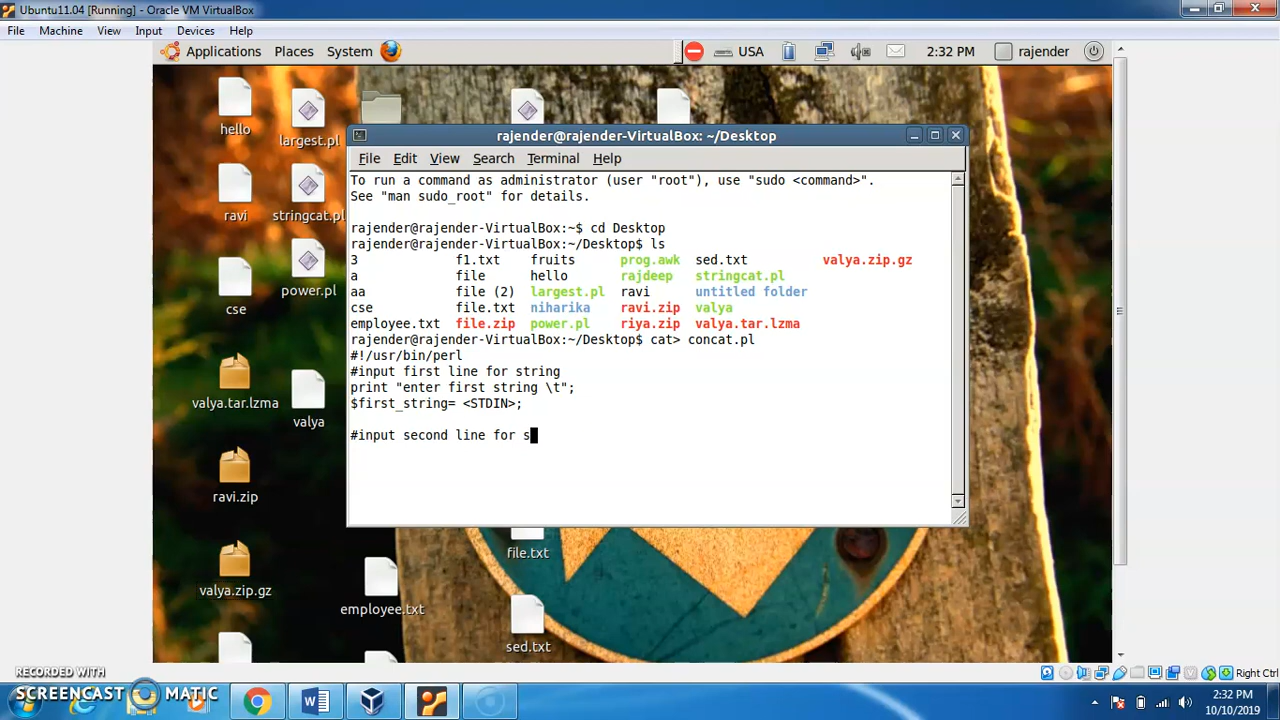 Ubuntu11.04 [Running] - Oracle VM VirtualBox
File Machine View Input Devices Help
Applications Places System USA 2:32 PM rajender
hello
largest.pl
ravi
stringcat.pl
power.pl
cse
valya.tar.lzma
valya
ravi.zip
valya.zip.gz
file.txt
employee.txt
sed.txt
rajender@rajender-VirtualBox: ~/Desktop
File Edit View Search Terminal Help
To run a command as administrator (user "root"), use "sudo <command>".
See "man sudo_root" for details.
rajender@rajender-VirtualBox:~$ cd Desktop
rajender@rajender-VirtualBox:~/Desktop$ ls
3 f1.txt fruits prog.awk sed.txt valya.zip.gz
a file hello rajdeep stringcat.pl
aa file (2) largest.pl ravi untitled folder
cse file.txt niharika ravi.zip valya
employee.txt file.zip power.pl riya.zip valya.tar.lzma
rajender@rajender-VirtualBox:~/Desktop$ cat> concat.pl
#!/usr/bin/perl
#input first line for string
print "enter first string \t";
$first_string= <STDIN>;
#input second line for s
Right Ctrl
RECORDED WITH
SCREENCAST MATIC
2:32 PM
10/10/2019